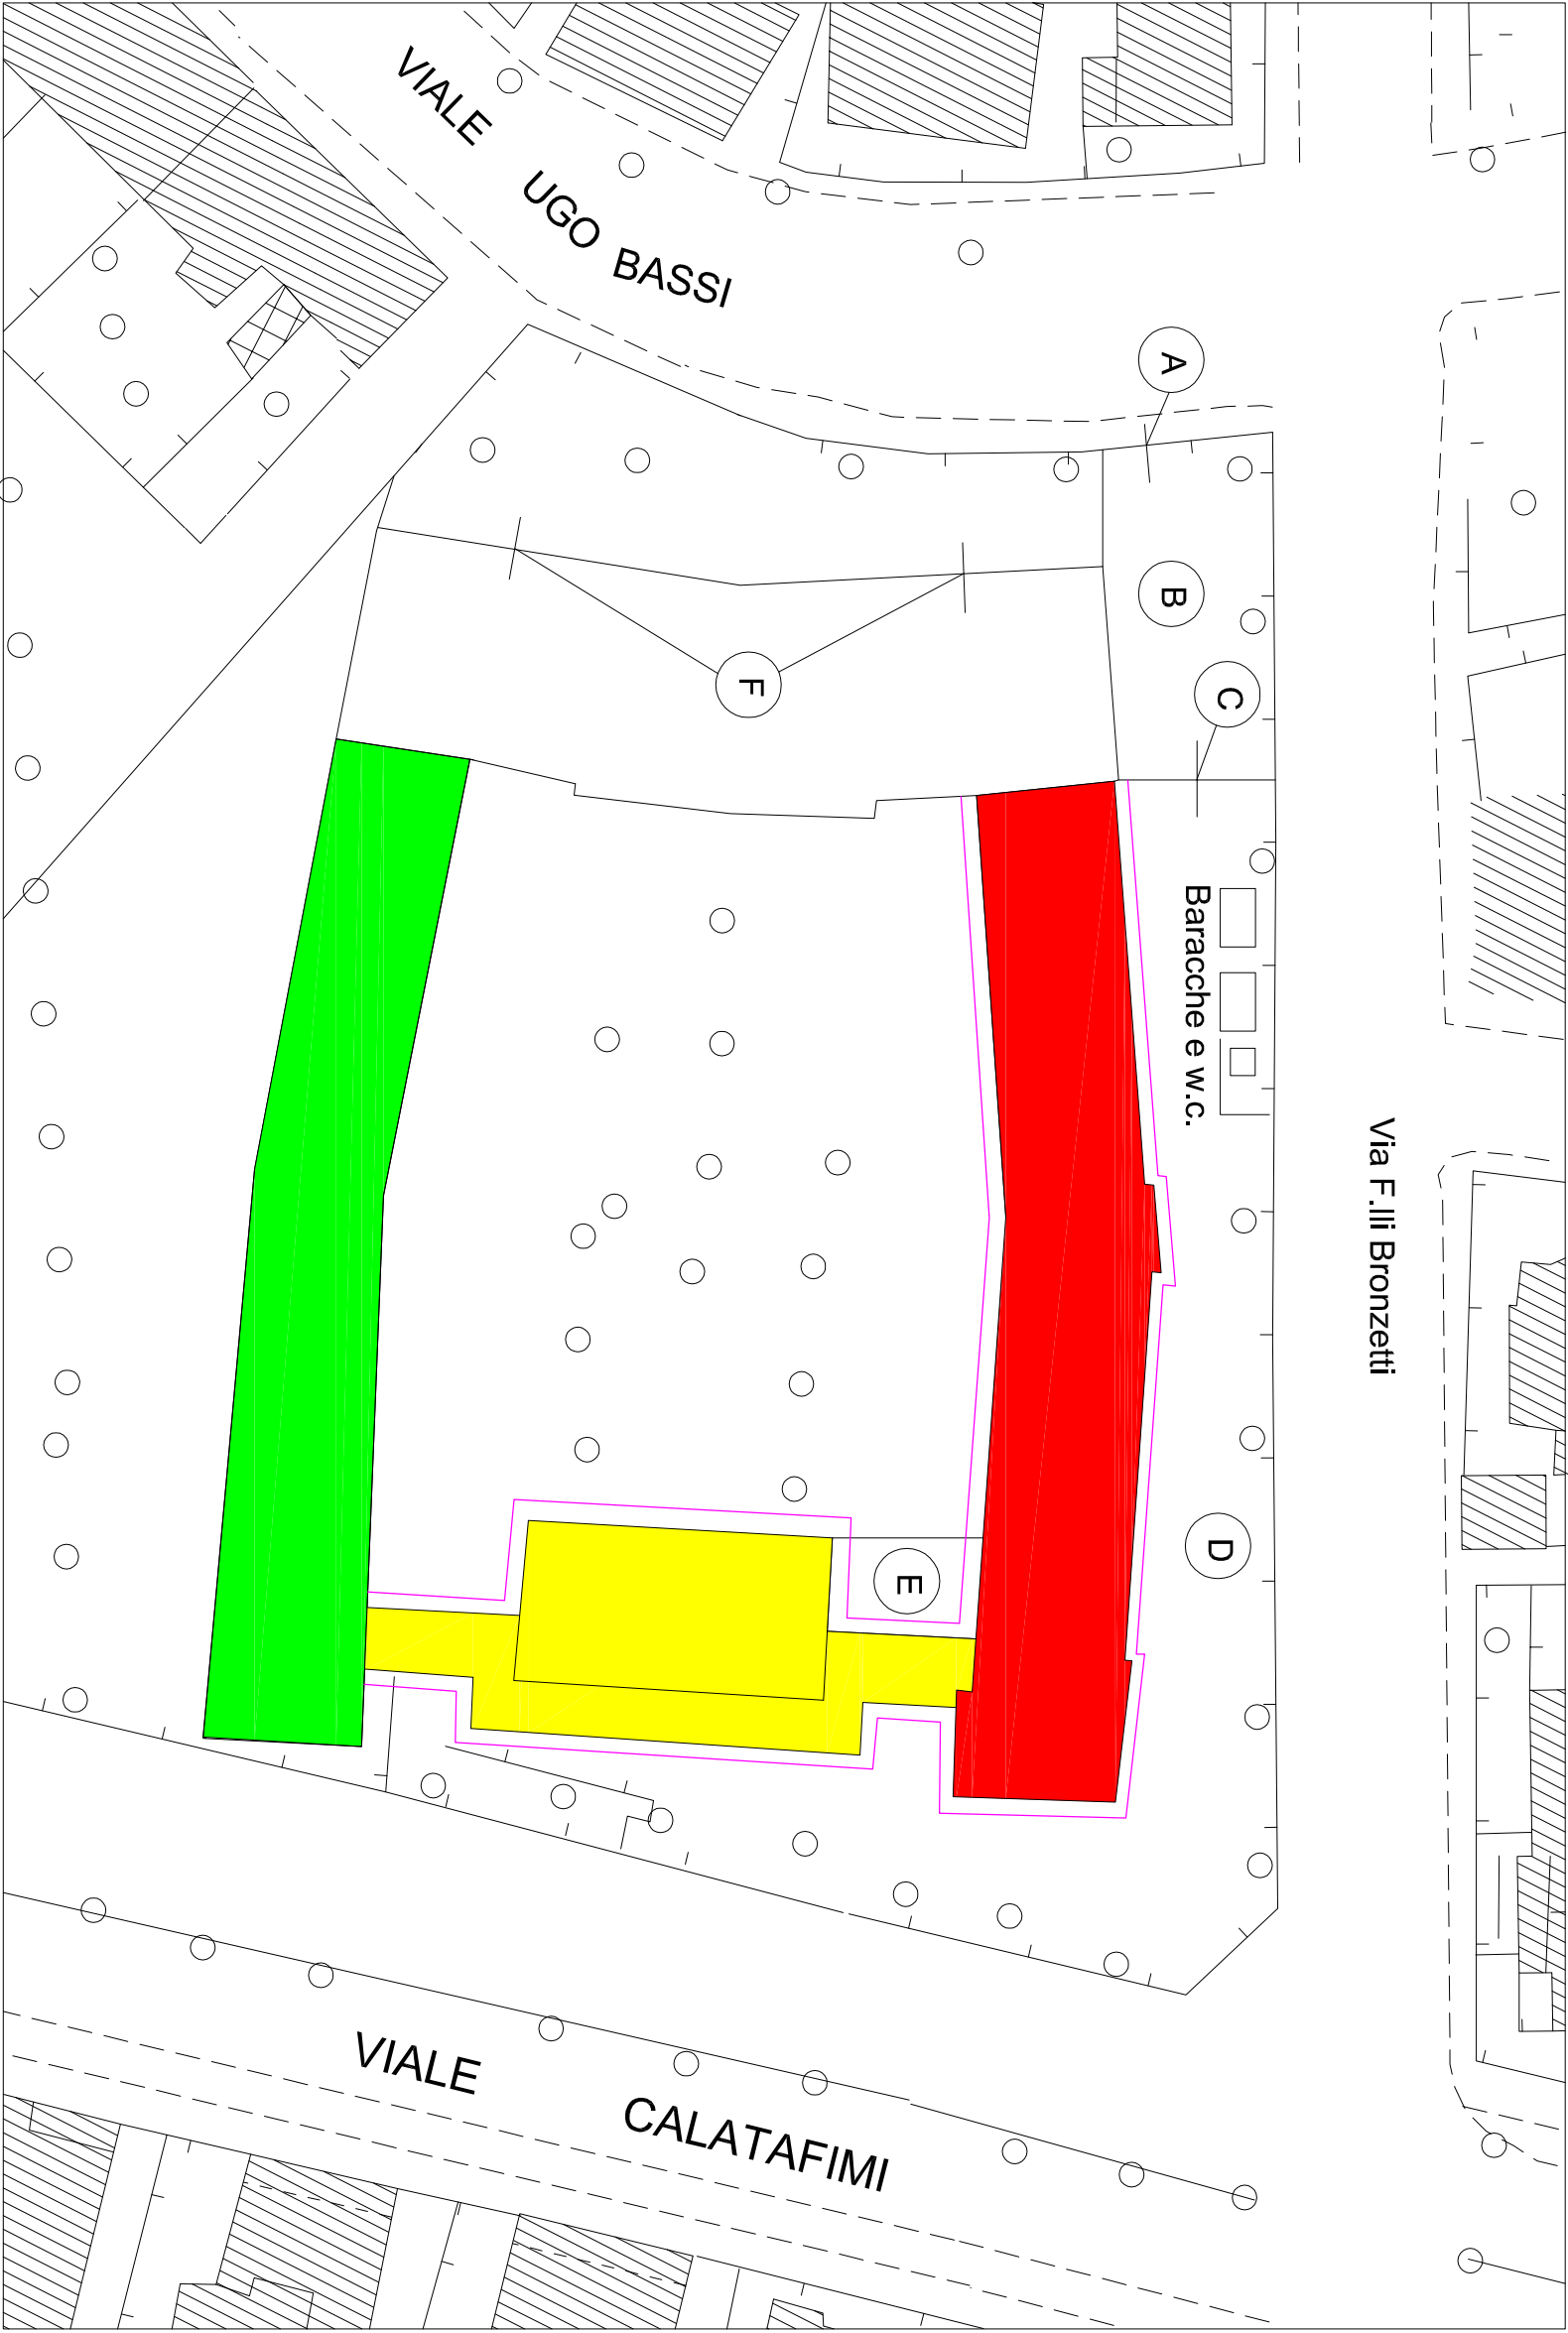 VIALE UGO BASSI
A
B
F
C
Baracche e w.c.
Via F.lli Bronzetti
D
E
VIALE CALATAFIMI